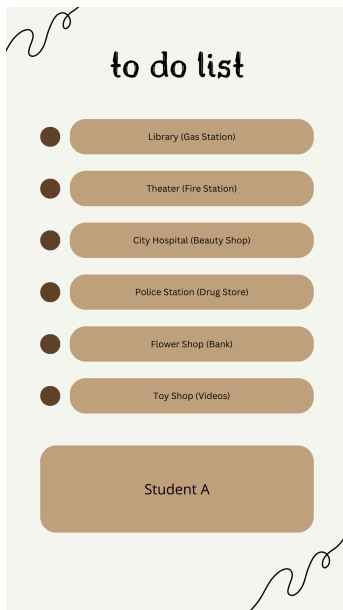 to do list
Library (Gas Station)
Theater (Fire Station)
City Hospital (Beauty Shop)
Police Station (Drug Store)
Flower Shop (Bank)
Toy Shop (Videos)
Student A